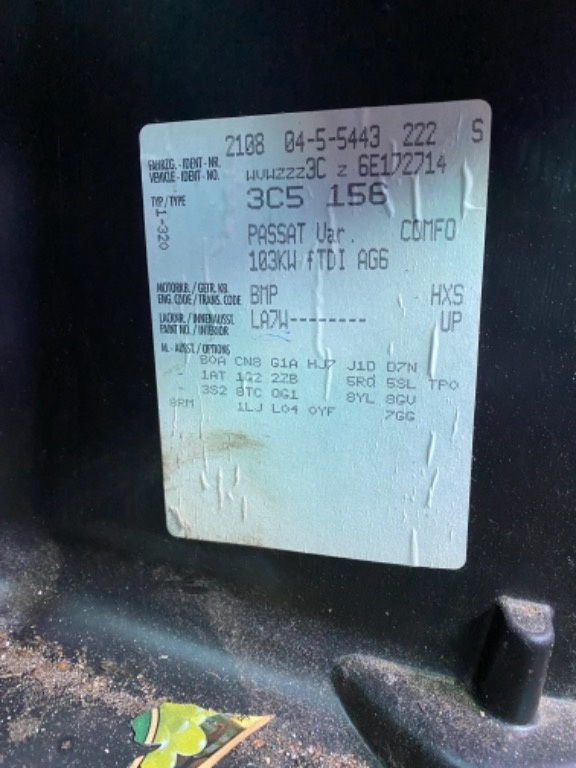 2108 04-5-5443 222 S
FAHRZG.-IDENT-NR.
VEHICLE-IDENT-NO. WVWZZZ3C Z 6E172714
TYP/TYPE 3C5 156
1-320
PASSAT Var. COMFO
103KW fTDI AG6
MOTORKB./GETR.KB.
ENG.CODE/TRANS.CODE BMP HXS
LACKNR./INNENAUSST.
PAINT NO./INTERIOR LA7W-------- UP
M.-AUSST./OPTIONS
B0A CN8 G1A HJ7 J1D D7N
- 1AT 1G2 2ZB 5RQ 5SL TP0
- 3S2 8TC 0G1 8YL 8GV
8RM 1LJ L04 0YF 7GG